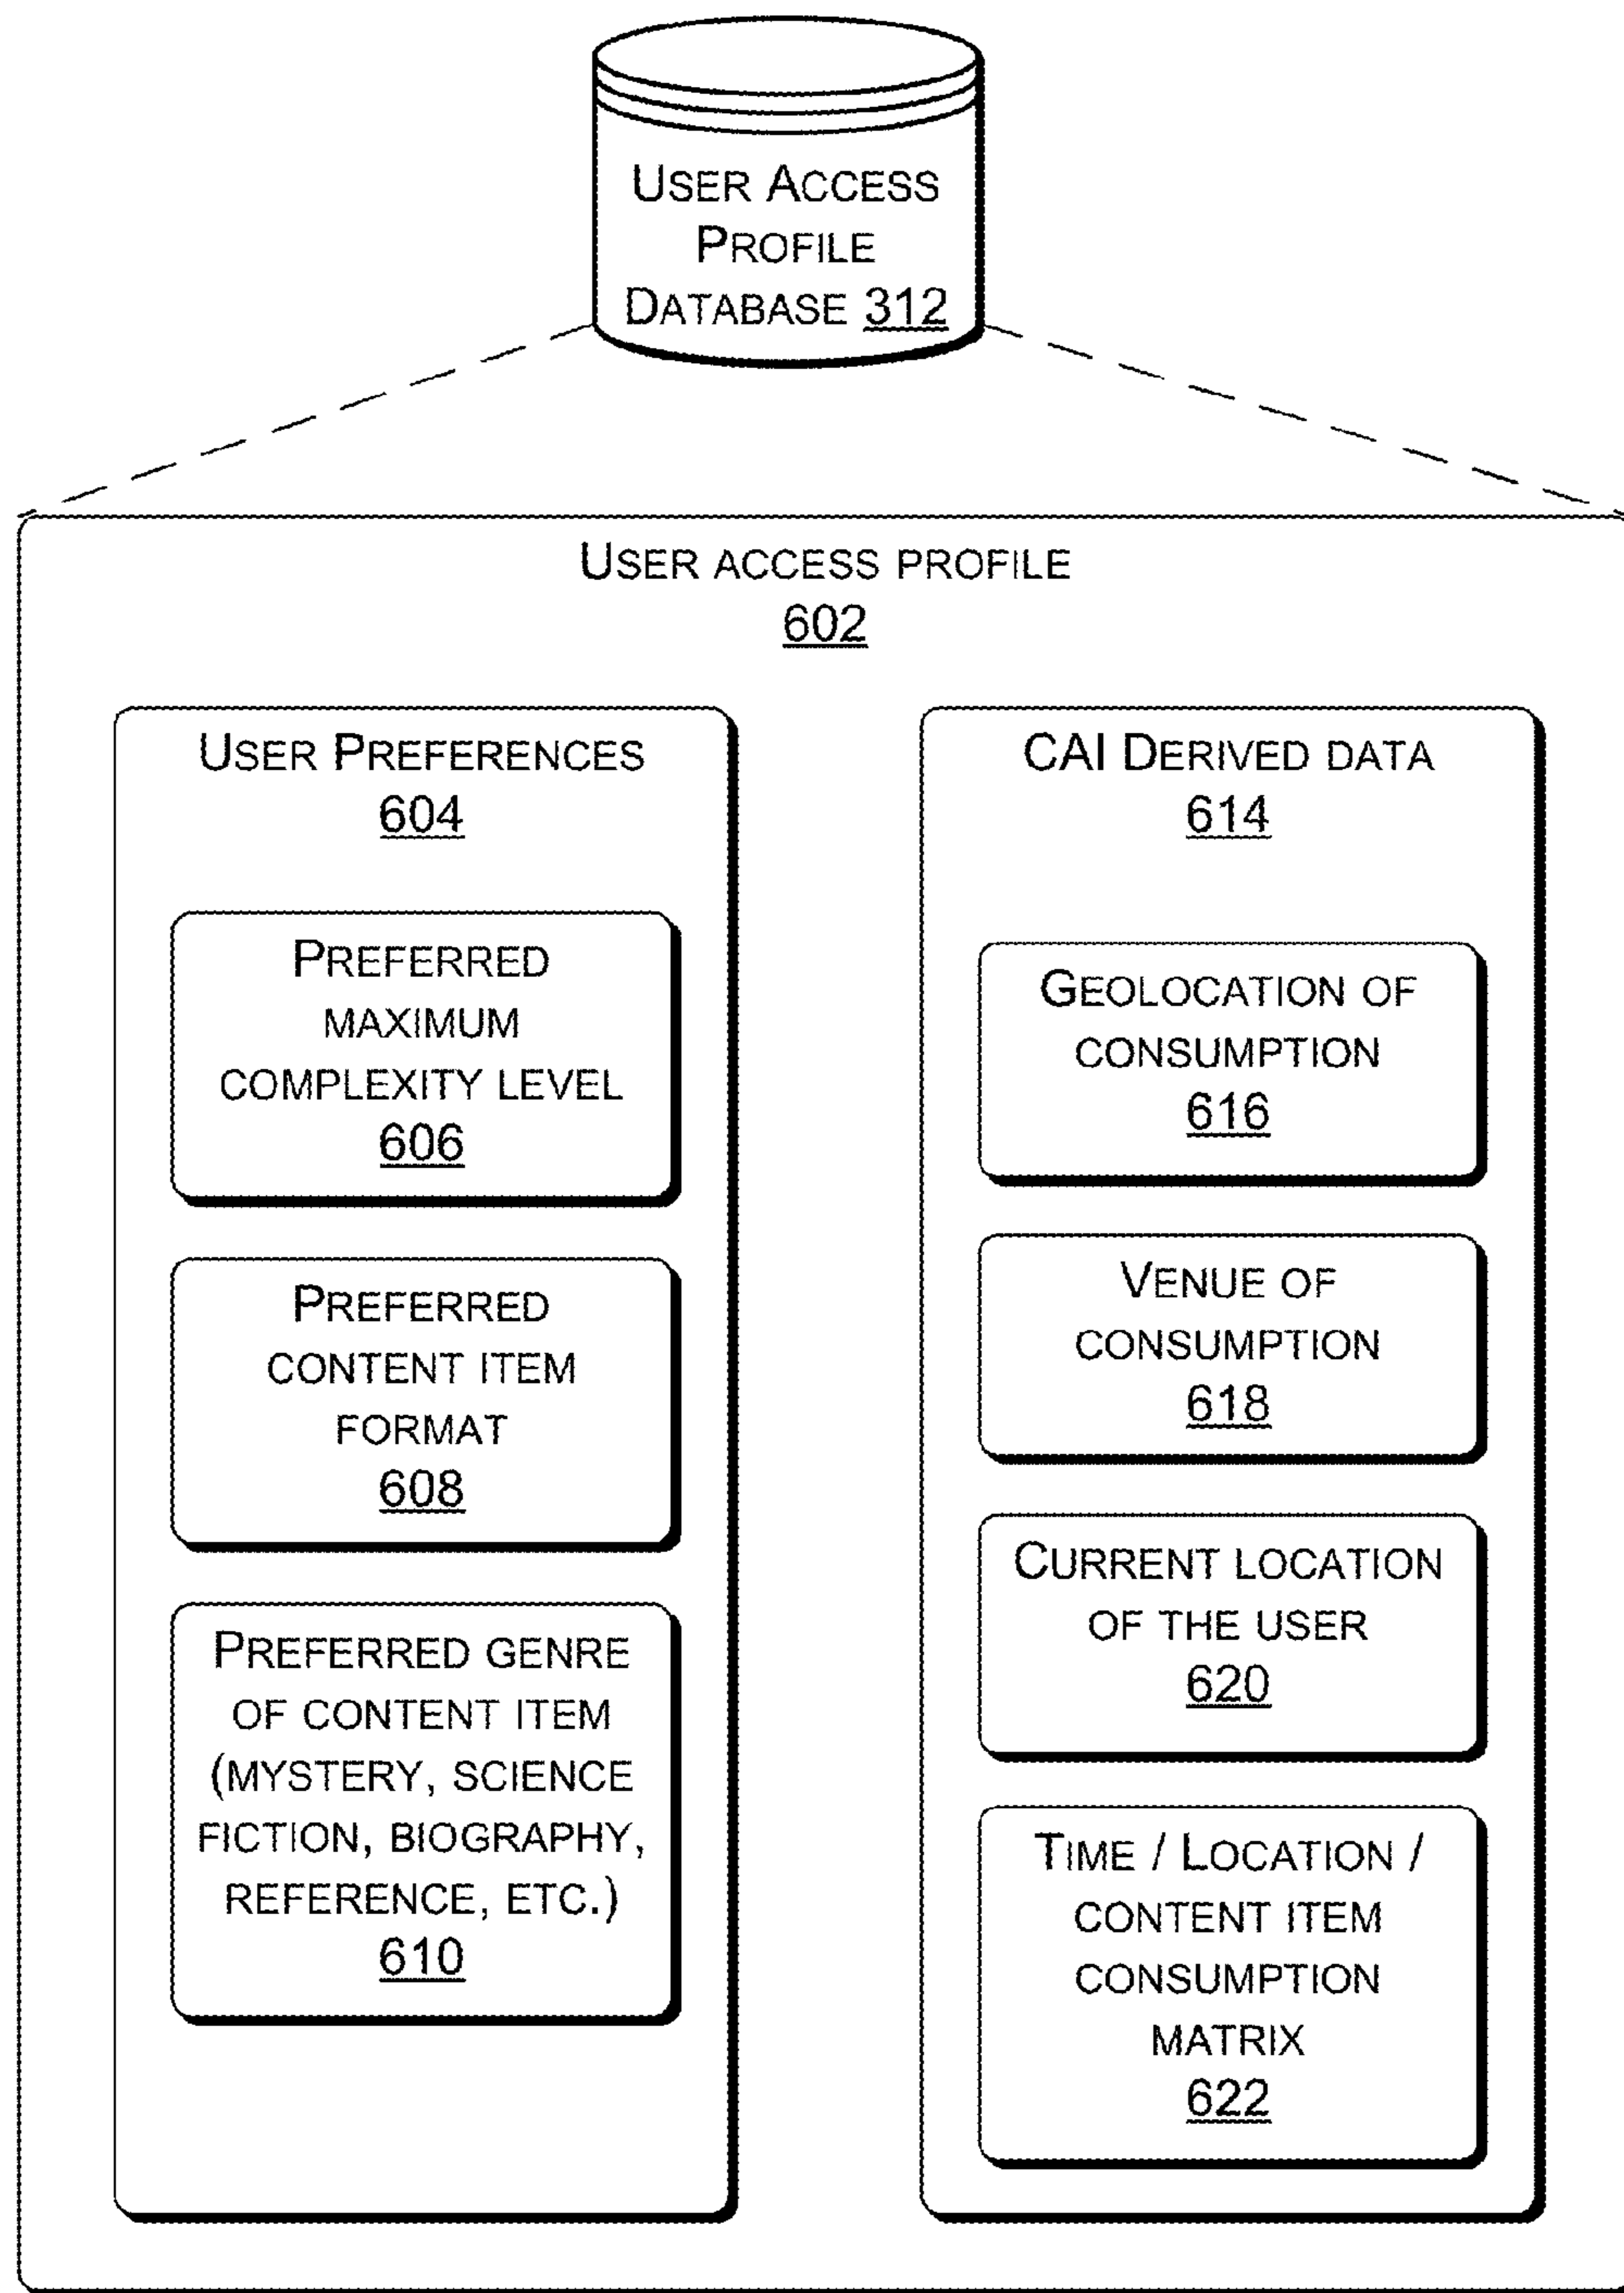 USER ACCESS
PROFILE
DATABASE 312
USER ACCESS PROFILE
602
USER PREFERENCES
604
PREFERRED
MAXIMUM
COMPLEXITY LEVEL
606
PREFERRED
CONTENT ITEM
FORMAT
608
PREFERRED GENRE
OF CONTENT ITEM
(MYSTERY, SCIENCE
FICTION, BIOGRAPHY,
REFERENCE, ETC.)
610
CAI DERIVED DATA
614
GEOLOCATION OF
CONSUMPTION
616
VENUE OF
CONSUMPTION
618
CURRENT LOCATION
OF THE USER
620
TIME / LOCATION /
CONTENT ITEM
CONSUMPTION
MATRIX
622